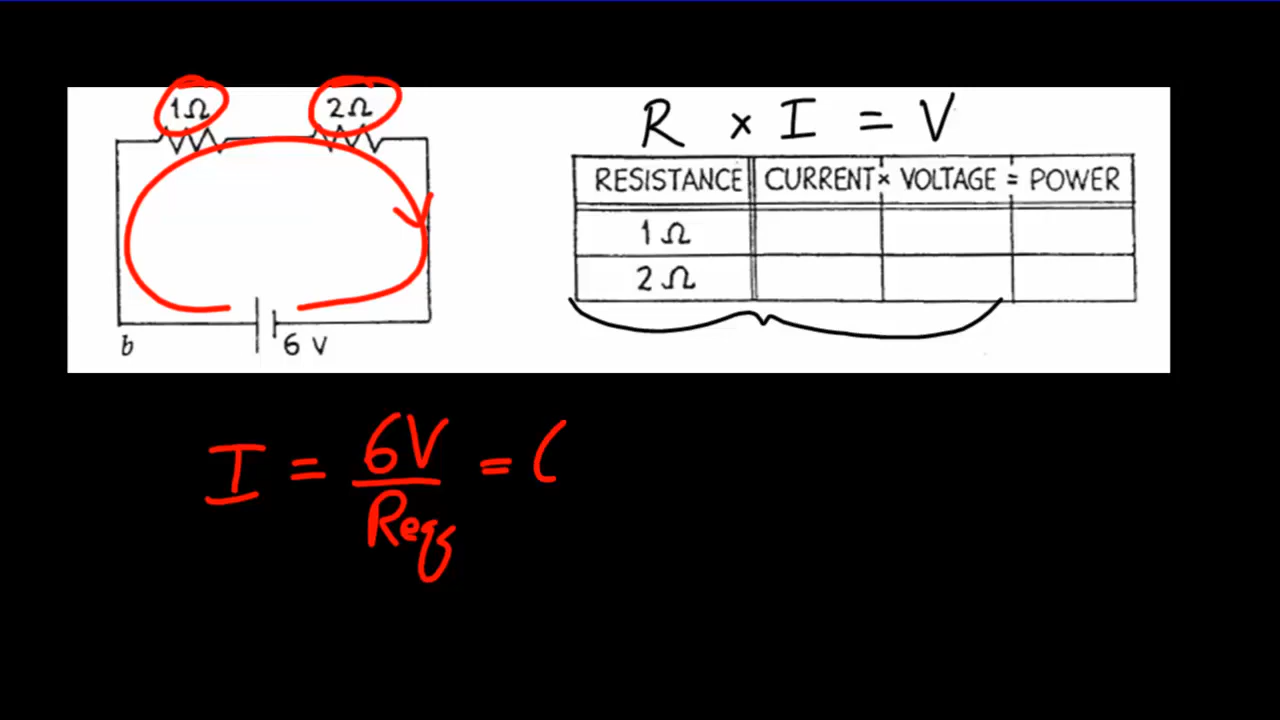 1Ω 2Ω
b 6 V
R × I = V
RESISTANCE CURRENT × VOLTAGE = POWER
1Ω
2Ω
I = 6V/Req = (